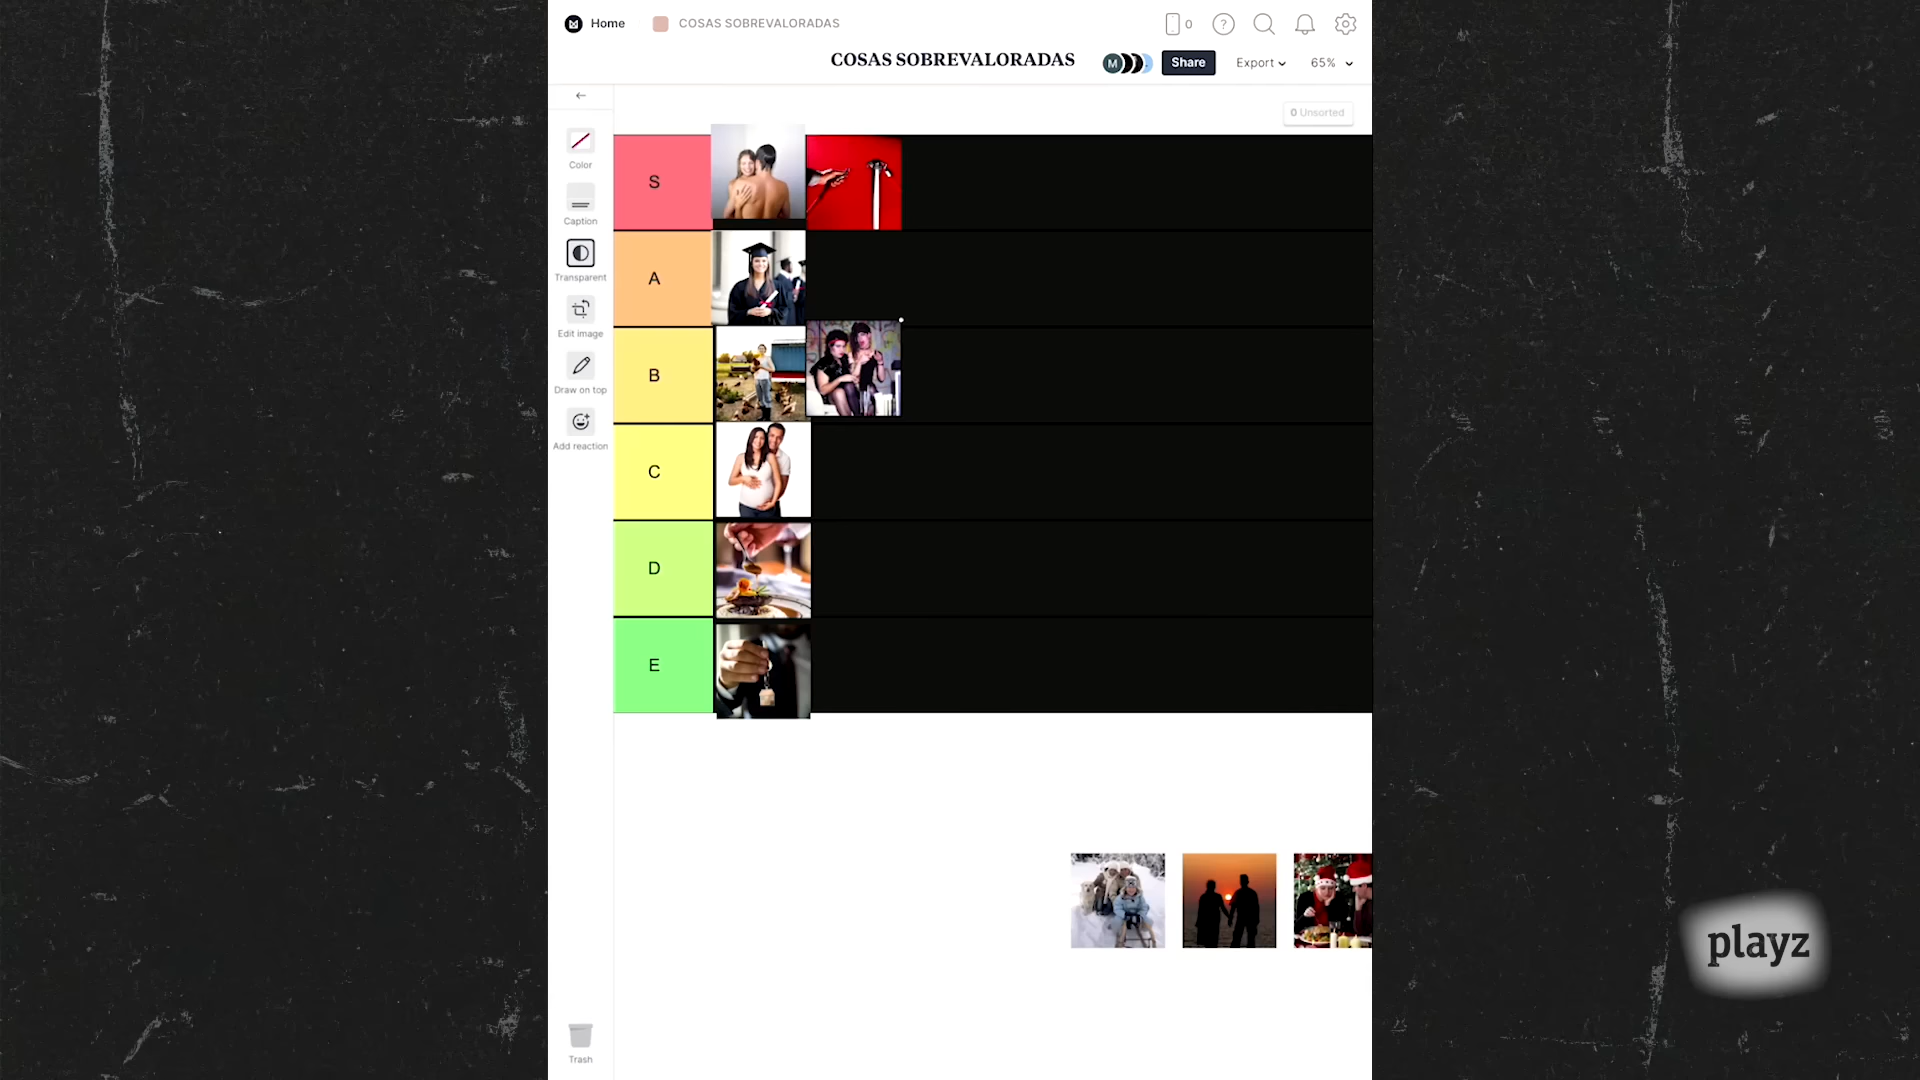 Home
COSAS SOBREVALORADAS
0
?
COSAS SOBREVALORADAS
M
Share
Export
65%
0 Unsorted
Color
Caption
Transparent
Edit image
Draw on top
Add reaction
S
A
B
C
D
E
Trash
playz